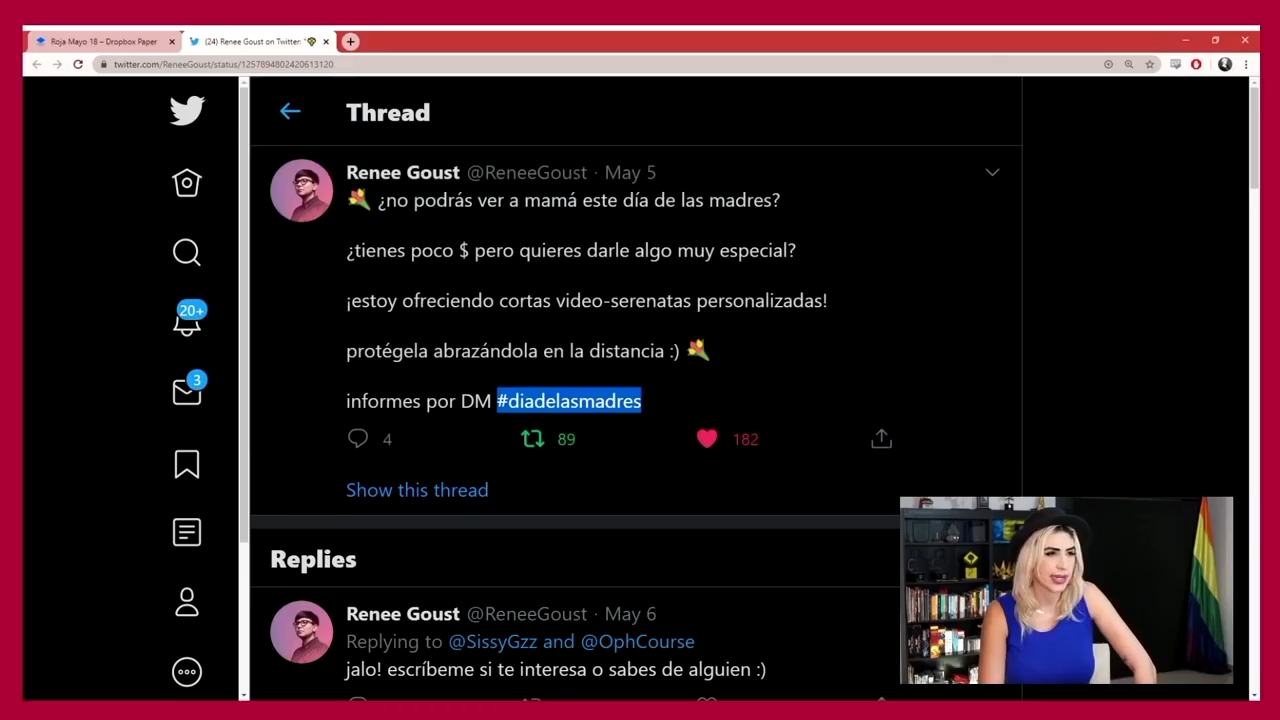 Roja Mayo 18 – Dropbox Paper
(24) Renee Goust on Twitter: "
twitter.com/ReneeGoust/status/1257894802420613120
Thread
Renee Goust @ReneeGoust · May 5
¿no podrás ver a mamá este día de las madres?
¿tienes poco $ pero quieres darle algo muy especial?
¡estoy ofreciendo cortas video-serenatas personalizadas!
protégela abrazándola en la distancia :)
informes por DM #diadelasmadres
4 89 182
Show this thread
20+
3
Replies
Renee Goust @ReneeGoust · May 6
Replying to @SissyGzz and @OphCourse
jalo! escríbeme si te interesa o sabes de alguien :)